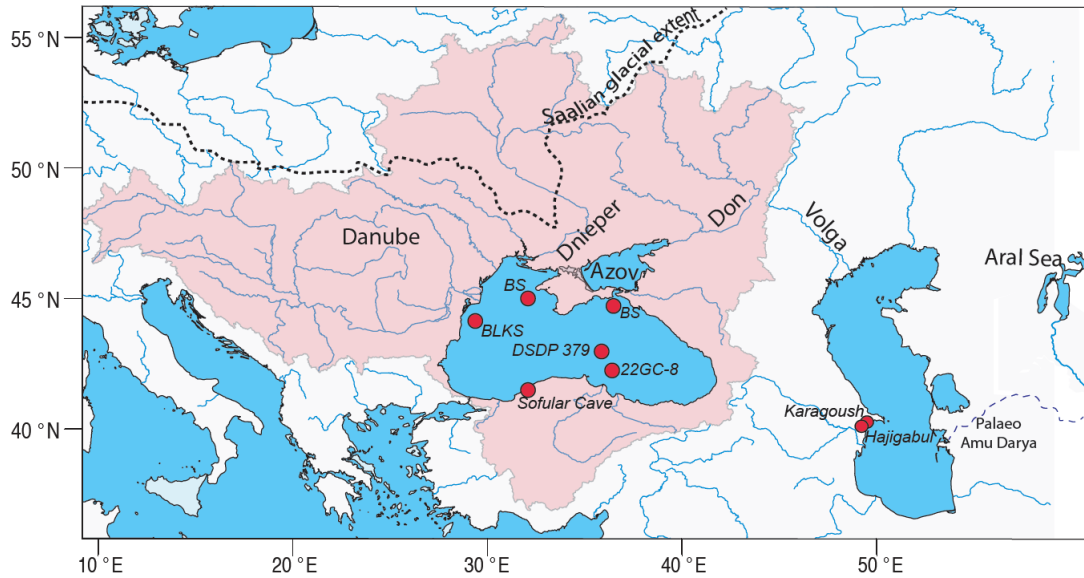 55 °N
50 °N
45 °N
40 °N
10 °E
20 °E
30 °E
40 °E
50 °E
Saalian glacial extent
Danube
Dnieper
Don
Volga
Azov
Aral Sea
BS
BS
BLKS
DSDP 379
22GC-8
Sofular Cave
Karagoush
Hajigabul
Palaeo
Amu Darya